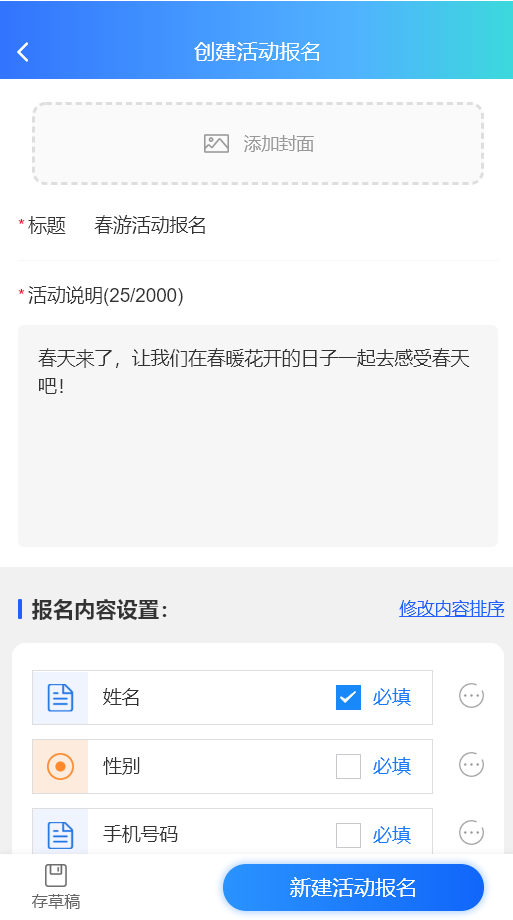 创建活动报名
添加封面
*标题 春游活动报名
*活动说明(25/2000)
春天来了，让我们在春暖花开的日子一起去感受春天
吧！
报名内容设置： 修改内容排序
姓名 必填
性别 必填
手机号码 必填
存草稿 新建活动报名